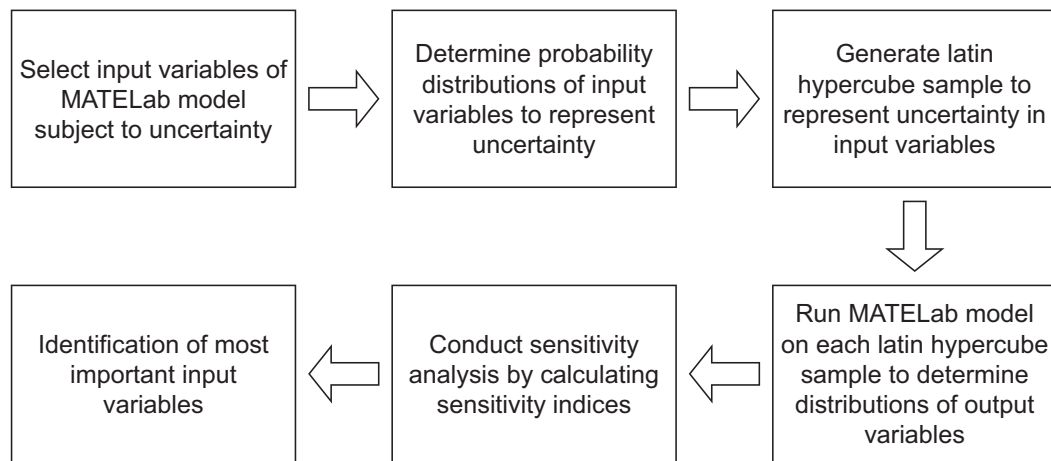 Select input variables of
MATELab model
subject to uncertainty
Determine probability
distributions of input
variables to represent
uncertainty
Generate latin
hypercube sample to
represent uncertainty in
input variables
Run MATELab model
on each latin hypercube
sample to determine
distributions of output
variables
Conduct sensitivity
analysis by calculating
sensitivity indices
Identification of most
important input
variables